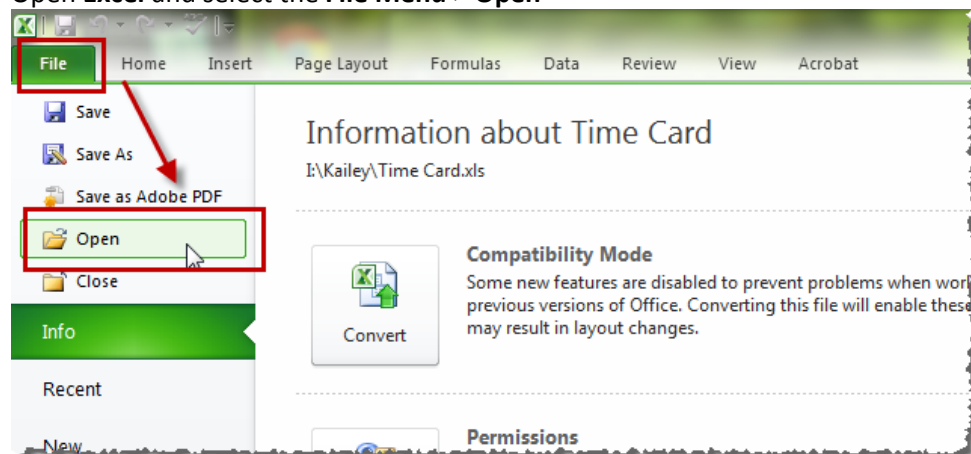 Open Excel and select the File Menu > Open
File Home Insert Page Layout Formulas Data Review View Acrobat
Save
Save As
Save as Adobe PDF
Open
Close
Info
Recent
New
Information about Time Card
I:\Kailey\Time Card.xls
Convert
Compatibility Mode
Some new features are disabled to prevent problems when
previous versions of Office. Converting this file will enable these
may result in layout changes.
Permissions